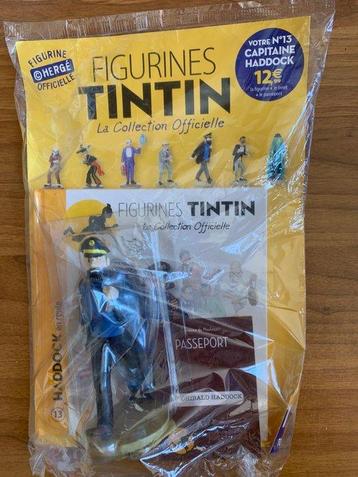 FIGURINE
©HERGÉ
OFFICIELLE
FIGURINES
TINTIN
La Collection Officielle
VOTRE N°13
CAPITAINE
HADDOCK
12€
FIGURINES TINTIN
La Collection Officielle
PASSEPORT
HADDOCK
13
HADDOCK